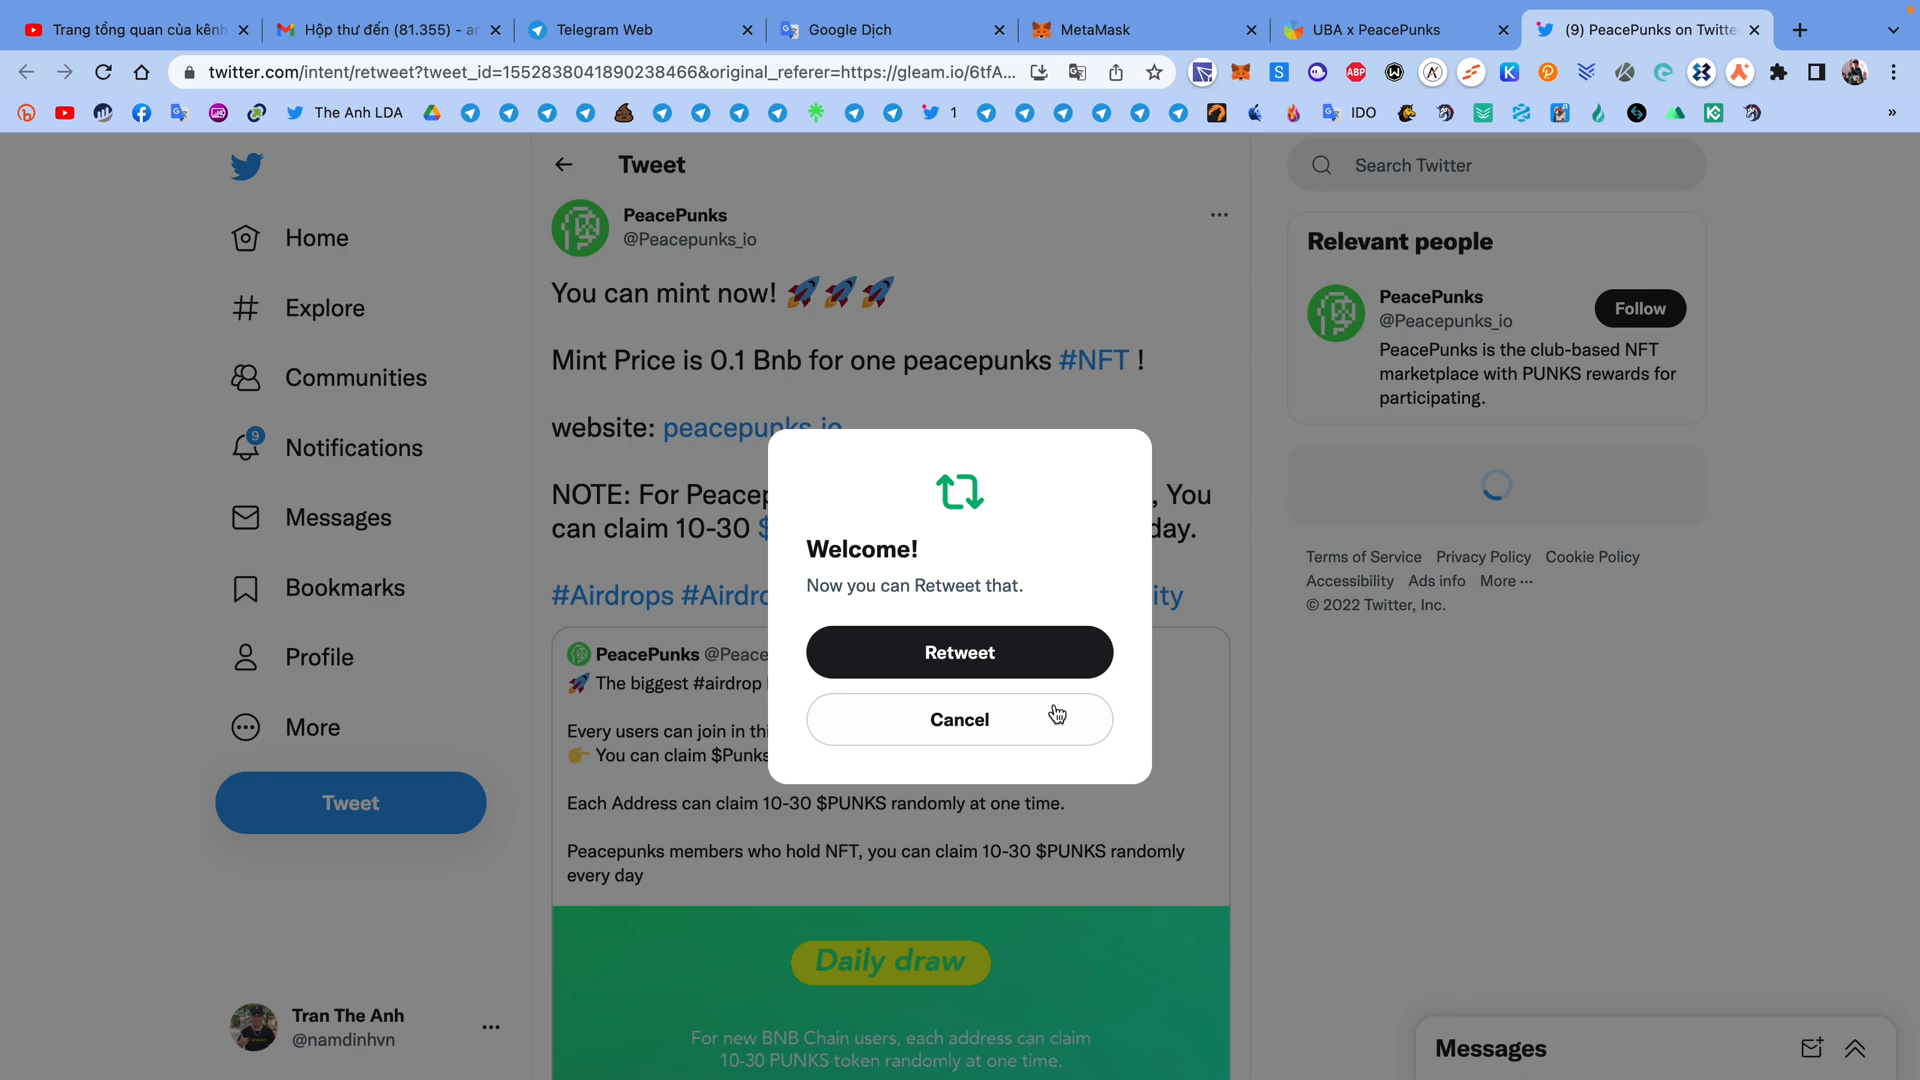 Trang tổng quan của kênh
Hộp thư đến (81.355) - an
Telegram Web
Google Dịch
MetaMask
UBA x PeacePunks
(9) PeacePunks on Twitte
twitter.com/intent/retweet?tweet_id=1552838041890238466&original_referer=https://gleam.io/6tfA...
ABP
The Anh LDA
1
IDO
»
Home
Explore
Communities
9
Notifications
Messages
Bookmarks
Profile
More
Tweet
Tran The Anh
@namdinhvn
Tweet
PeacePunks
@Peacepunks_io
You can mint now! 🚀🚀🚀
Mint Price is 0.1 Bnb for one peacepunks #NFT !
website: peacepunks.io
NOTE: For , You
can claim 10-30 day.
#Airdrops
PeacePunks
🚀 The biggest #airdrop
Every users can join in
👉 You can claim $Punks
Each Address can claim 10-30 $PUNKS randomly at one time.
Peacepunks members who hold NFT, you can claim 10-30 $PUNKS randomly
every day
Daily draw
For new BNB Chain users, each address can claim
10-30 PUNKS token randomly at one time.
Welcome!
Now you can Retweet that.
Retweet
Cancel
Search Twitter
Relevant people
PeacePunks
@Peacepunks_io
Follow
PeacePunks is the club-based NFT
marketplace with PUNKS rewards for
participating.
Terms of Service Privacy Policy Cookie Policy
Accessibility Ads info More ···
© 2022 Twitter, Inc.
Messages